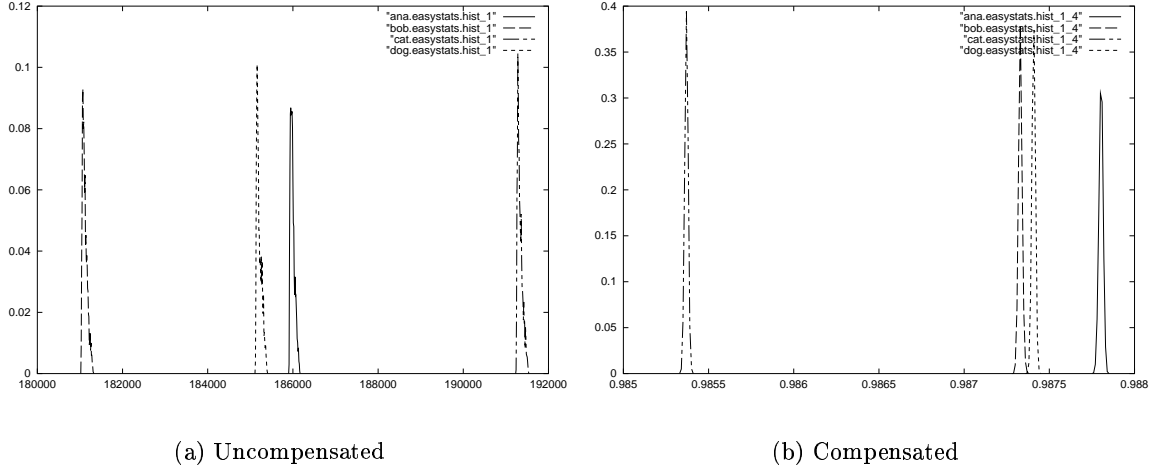 0.12
0.1
0.08
0.06
0.04
0.02
0
180000 182000 184000 186000 188000 190000 192000
"ana.easystats.hist_1"
"bob.easystats.hist_1"
"cat.easystats.hist_1"
"dog.easystats.hist_1"
(a) Uncompensated
0.4
0.35
0.3
0.25
0.2
0.15
0.1
0.05
0
0.985 0.9855 0.986 0.9865 0.987 0.9875 0.988
"ana.easystats.hist_1_4"
"bob.easystats.hist_1_4"
"cat.easystats.hist_1_4"
"dog.easystats.hist_1_4"
(b) Compensated